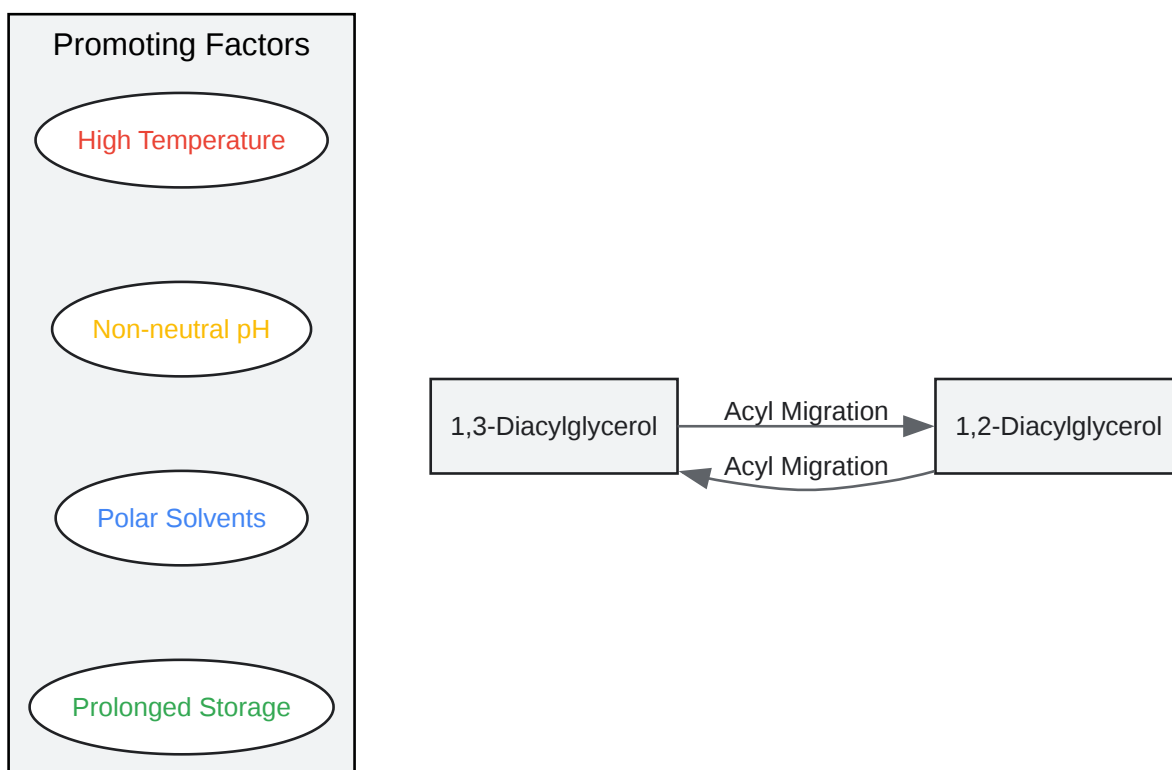 Promoting Factors
High Temperature
Non-neutral pH
Polar Solvents
Prolonged Storage
1,3-Diacylglycerol
Acyl Migration
Acyl Migration
1,2-Diacylglycerol